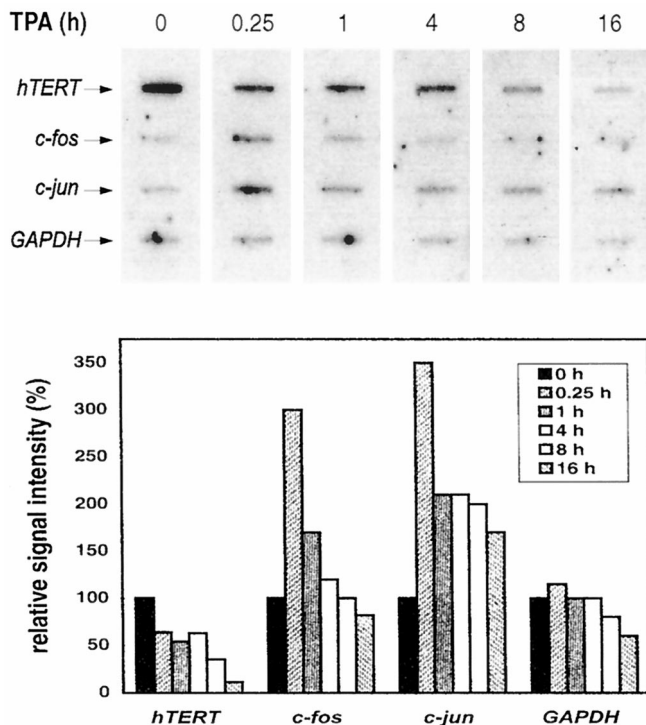 TPA (h) 0 0.25 1 4 8 16
hTERT
c-fos
c-jun
GAPDH
relative signal intensity (%)
350
300
250
200
150
100
50
0
0 h
0.25 h
1 h
4 h
8 h
16 h
hTERT c-fos c-jun GAPDH